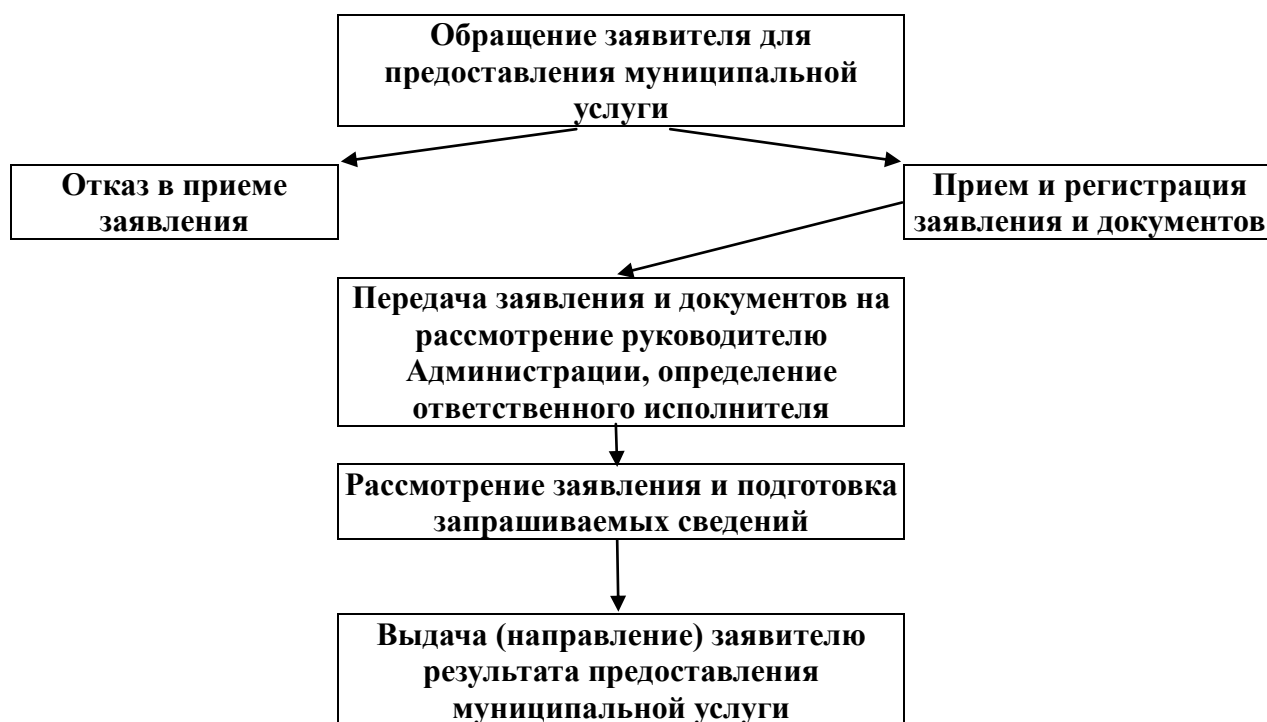 Обращение заявителя для
предоставления муниципальной
услуги
Отказ в приеме
заявления
Прием и регистрация
заявления и документов
Передача заявления и документов на
рассмотрение руководителю
Администрации, определение
ответственного исполнителя
Рассмотрение заявления и подготовка
запрашиваемых сведений
Выдача (направление) заявителю
результата предоставления
муниципальной услуги